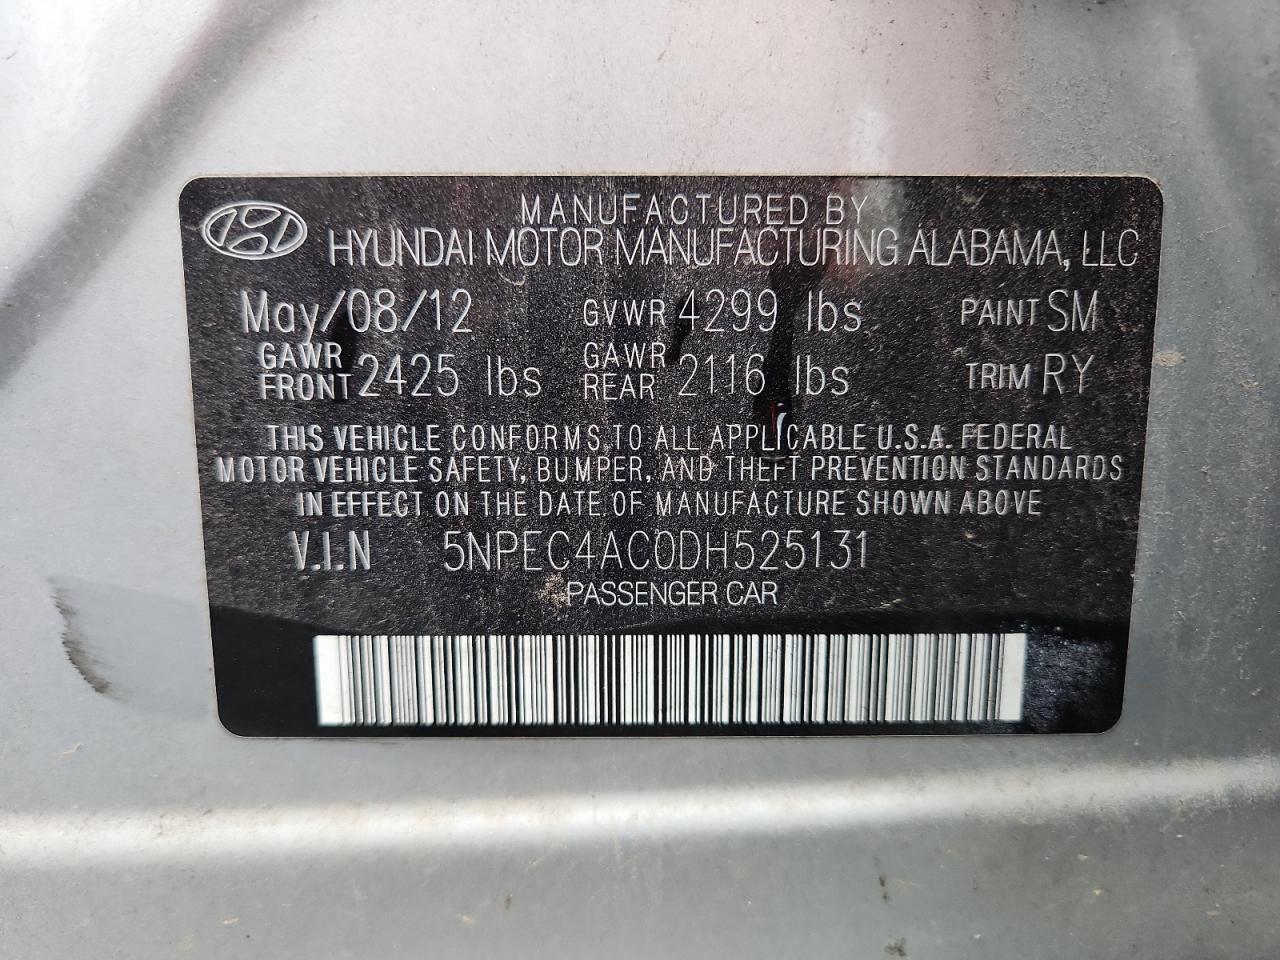 MANUFACTURED BY
HYUNDAI MOTOR MANUFACTURING ALABAMA, LLC
May/08/12 GVWR 4299 lbs PAINT SM
GAWR FRONT 2425 lbs GAWR REAR 2116 lbs TRIM RY
THIS VEHICLE CONFORMS TO ALL APPLICABLE U.S.A. FEDERAL
MOTOR VEHICLE SAFETY, BUMPER, AND THEFT PREVENTION STANDARDS
IN EFFECT ON THE DATE OF MANUFACTURE SHOWN ABOVE
V.I.N 5NPEC4AC0DH525131
PASSENGER CAR